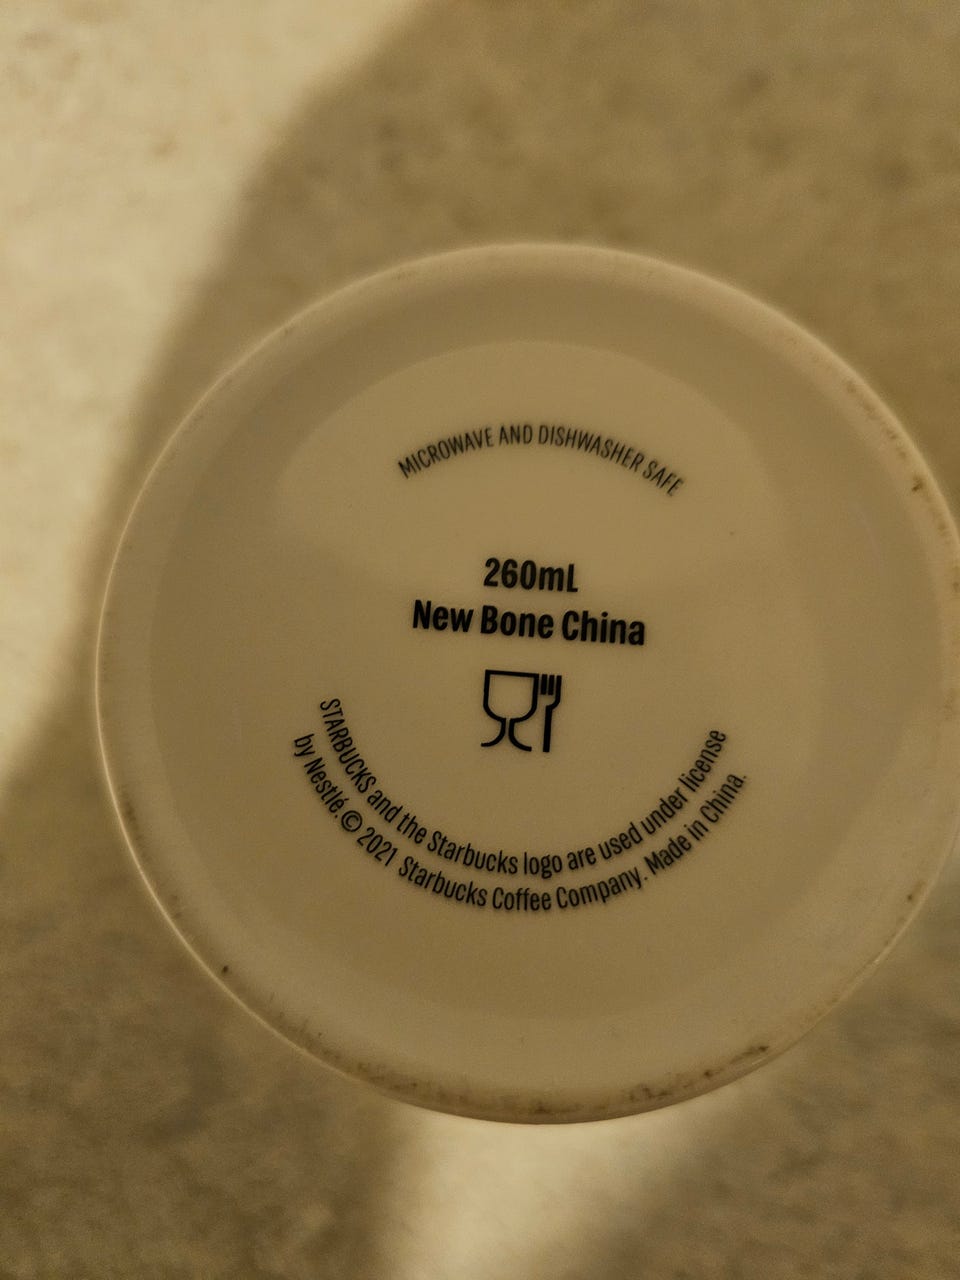 MICROWAVE AND DISHWASHER SAFE
260mL
New Bone China
STARBUCKS and the Starbucks logo are used under license
by Nestlé.© 2021 Starbucks Coffee Company. Made in China.